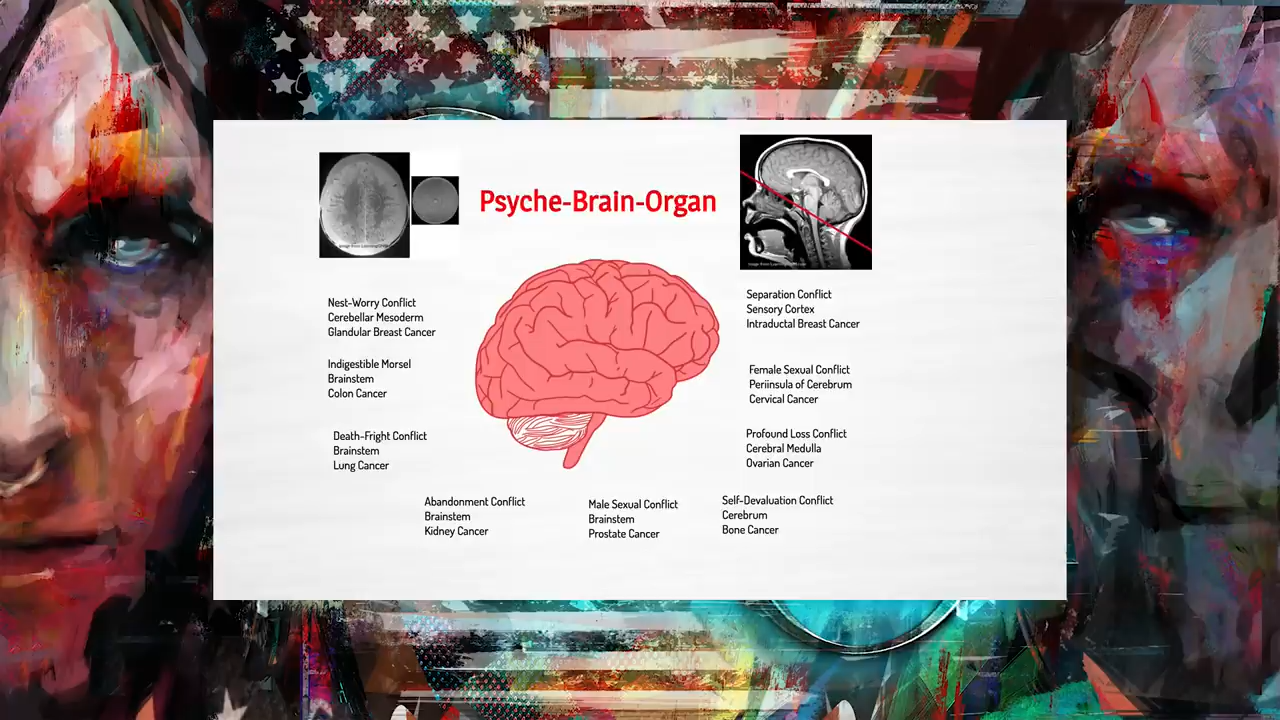 Psyche-Brain-Organ
Nest-Worry Conflict
Cerebellar Mesoderm
Glandular Breast Cancer
Indigestible Morsel
Brainstem
Colon Cancer
Death-Fright Conflict
Brainstem
Lung Cancer
Abandonment Conflict
Brainstem
Kidney Cancer
Male Sexual Conflict
Brainstem
Prostate Cancer
Separation Conflict
Sensory Cortex
Intraductal Breast Cancer
Female Sexual Conflict
Periinsula of Cerebrum
Cervical Cancer
Profound Loss Conflict
Cerebral Medulla
Ovarian Cancer
Self-Devaluation Conflict
Cerebrum
Bone Cancer